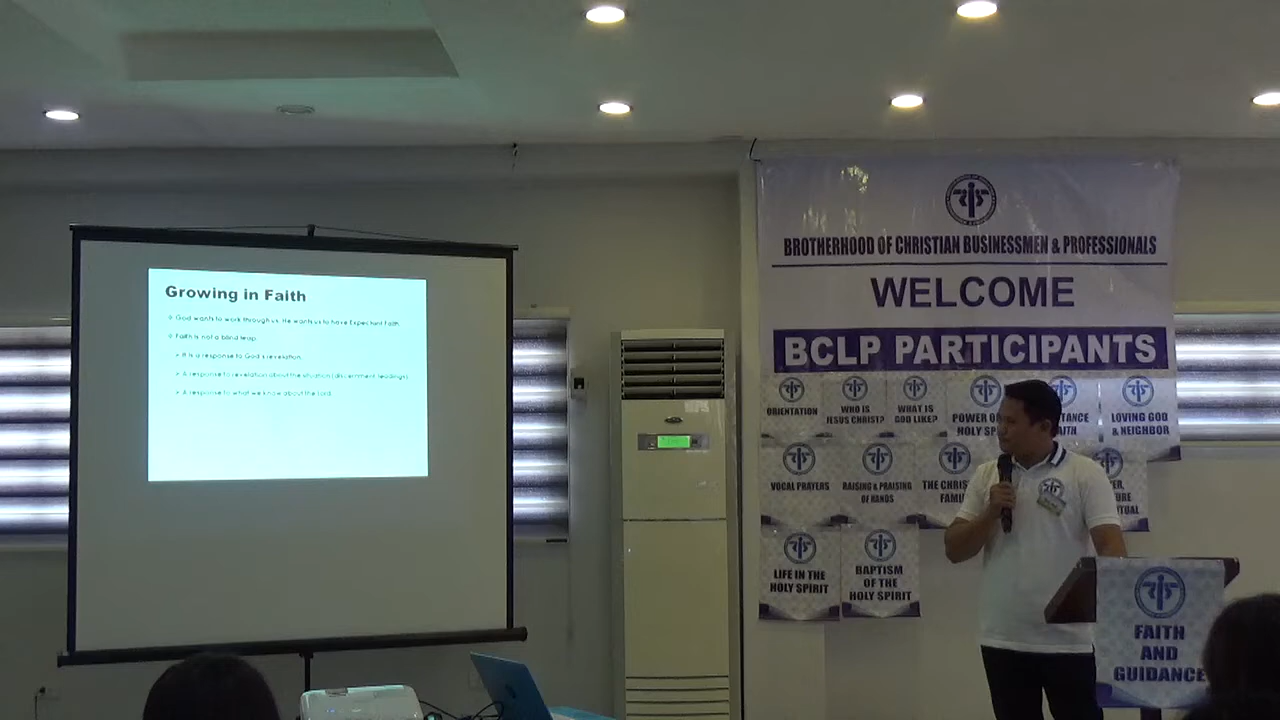 Growing in Faith
God wants to work through us. He wants us to have Expectant Faith.
Faith is not a blind leap.
It is a response to God's revelation.
A response to revelation about the situation (discernment leadings)
A response to what we know about the Lord.
BROTHERHOOD OF CHRISTIAN BUSINESSMEN & PROFESSIONALS
WELCOME
BCLP PARTICIPANTS
ORIENTATION
WHO IS
JESUS CHRIST?
WHAT IS
GOD LIKE?
POWER
HOLY
LOVING GOD
& NEIGHBOR
VOCAL PRAYERS
RAISING & PRAISING
OF HANDS
THE
LIFE IN THE
HOLY SPIRIT
BAPTISM
OF THE
HOLY SPIRIT
FAITH
AND
GUIDANCE